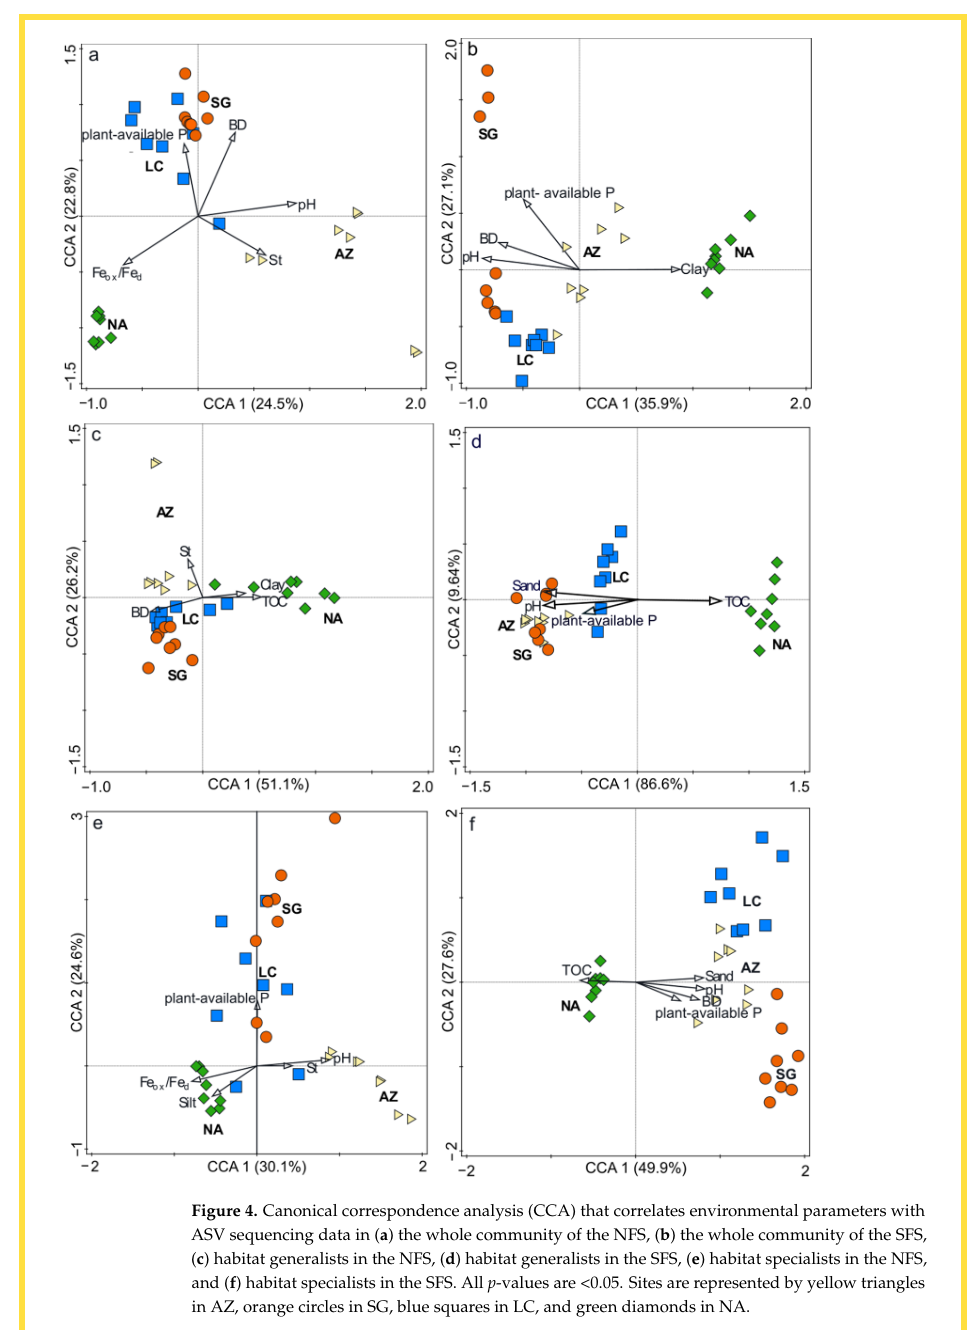 a
1.5
SG
BD
plant-available P
LC
pH
CCA 2 (22.8%)
AZ
St
Feox/Fed
NA
−1.5
−1.0
CCA 1 (24.5%)
2.0
b
2.0
SG
plant- available P
CCA 2 (27.1%)
BD
AZ
NA
pH
Clay
LC
−1.0
−1.0
CCA 1 (35.9%)
2.0
c
1.5
AZ
St
CCA 2 (26.2%)
Clay
TOC
BD
LC
NA
SG
−1.5
−1.0
CCA 1 (51.1%)
2.0
d
1.5
LC
CCA 2 (9.64%)
Sand
TOC
pH
plant-available P
AZ
NA
SG
−1.5
−1.5
CCA 1 (86.6%)
1.5
e
3
SG
CCA 2 (24.6%)
LC
plant-available P
pH
St
Feox/Fed
Silt
AZ
NA
−1
−2
CCA 1 (30.1%)
2
f
2
LC
CCA 2 (27.6%)
TOC
AZ
Sand
pH
BD
NA
plant-available P
SG
−2
−2
CCA 1 (49.9%)
2
Figure 4. Canonical correspondence analysis (CCA) that correlates environmental parameters with
ASV sequencing data in (a) the whole community of the NFS, (b) the whole community of the SFS,
(c) habitat generalists in the NFS, (d) habitat generalists in the SFS, (e) habitat specialists in the NFS,
and (f) habitat specialists in the SFS. All p-values are <0.05. Sites are represented by yellow triangles
in AZ, orange circles in SG, blue squares in LC, and green diamonds in NA.